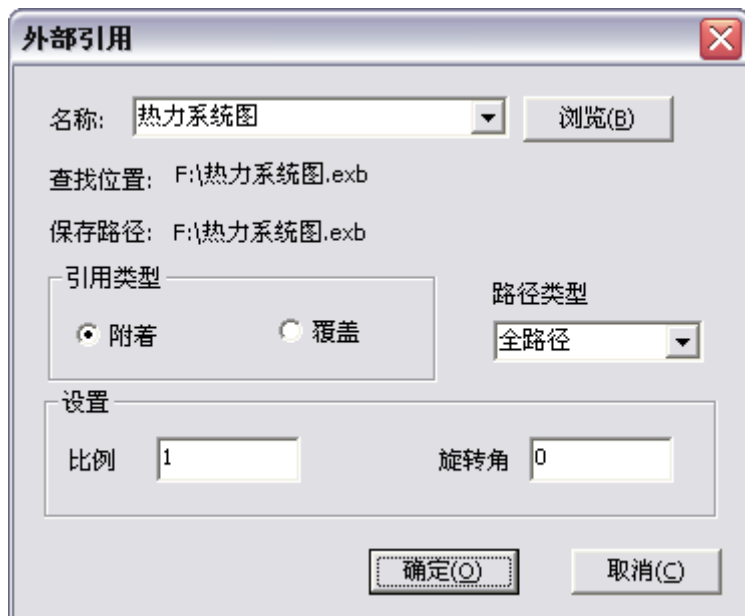 外部引用
名称: 热力系统图 浏览(B)
查找位置: F:\热力系统图.exb
保存路径: F:\热力系统图.exb
引用类型
附着 覆盖
路径类型
全路径
设置
比例 1 旋转角 0
确定(O) 取消(C)